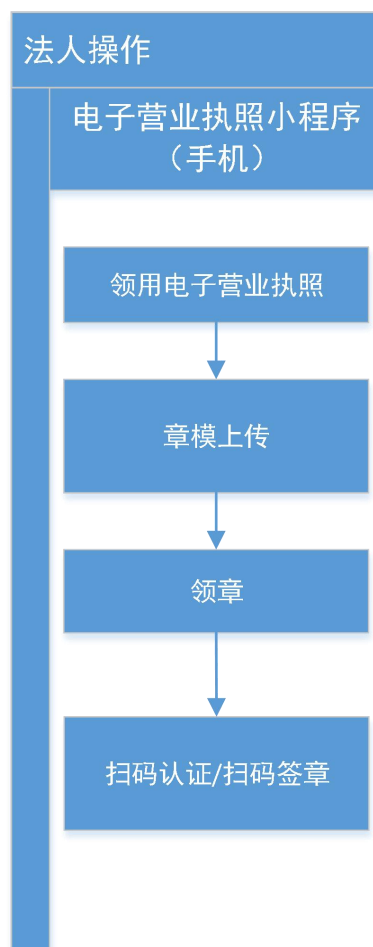 法人操作
电子营业执照小程序
（手机）
领用电子营业执照
章模上传
领章
扫码认证/扫码签章